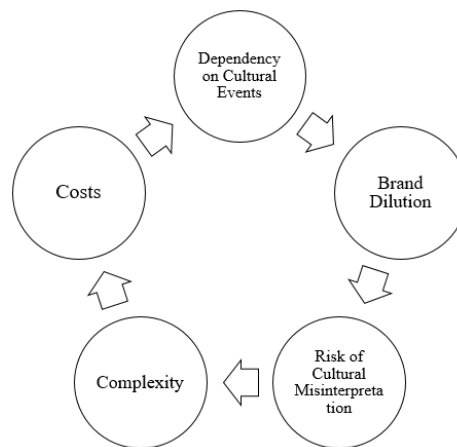 Dependency
on Cultural
Events
Brand
Dilution
Risk of
Cultural
Misinterpreta
tion
Complexity
Costs